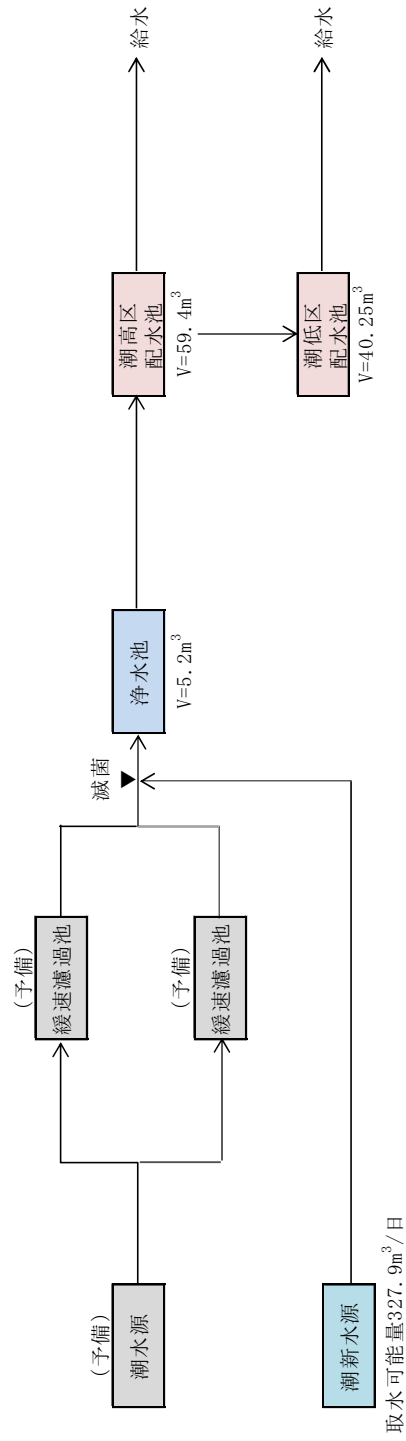 (予備)
潮水源
(予備)
緩速濾過池
(予備)
緩速濾過池
潮新水源
取水可能量327.9m³/日
滅菌
浄水池
V=5.2m³
潮高区
配水池
V=59.4m³
給水
潮低区
配水池
V=40.25m³
給水